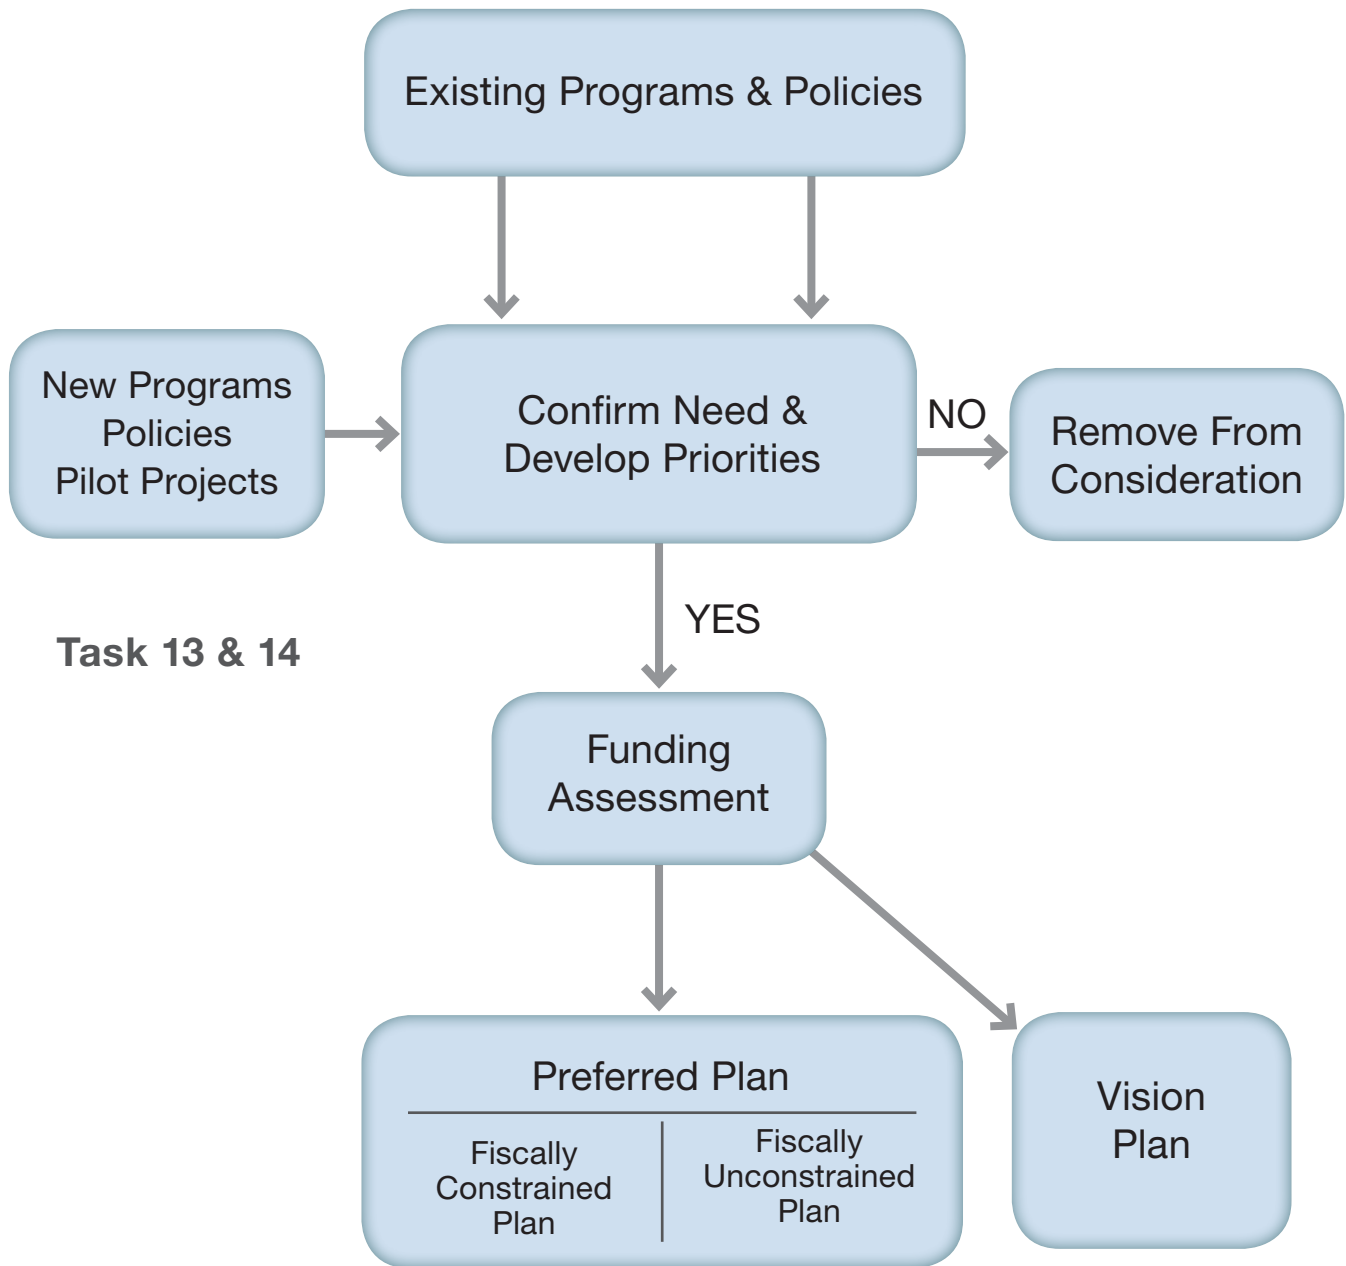 Existing Programs & Policies
New Programs
Policies
Pilot Projects
Confirm Need &
Develop Priorities
NO
Remove From
Consideration
YES
Task 13 & 14
Funding
Assessment
Preferred Plan
Fiscally
Constrained
Plan
Fiscally
Unconstrained
Plan
Vision
Plan